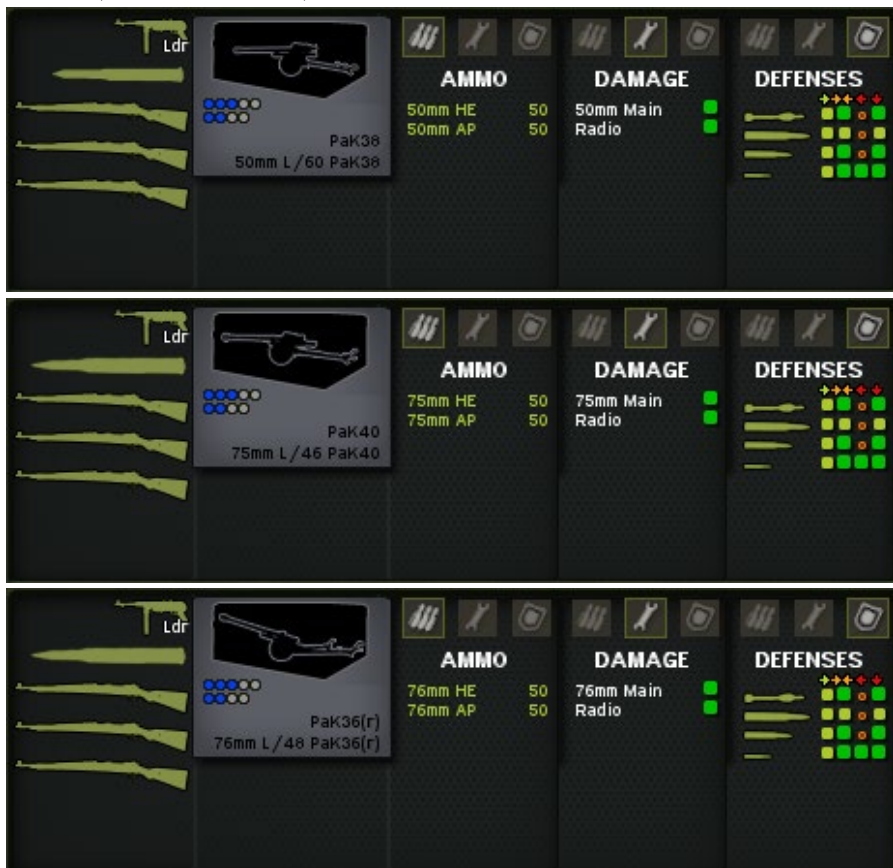 Ldr
AMMO
DAMAGE
DEFENSES
50mm HE 50
50mm Main
50mm AP 50
Radio
PaK38
50mm L/60 PaK38
Ldr
AMMO
DAMAGE
DEFENSES
75mm HE 50
75mm Main
75mm AP 50
Radio
PaK40
75mm L/46 PaK40
Ldr
AMMO
DAMAGE
DEFENSES
76mm HE 50
76mm Main
76mm AP 50
Radio
PaK36(r)
76mm L/48 PaK36(r)